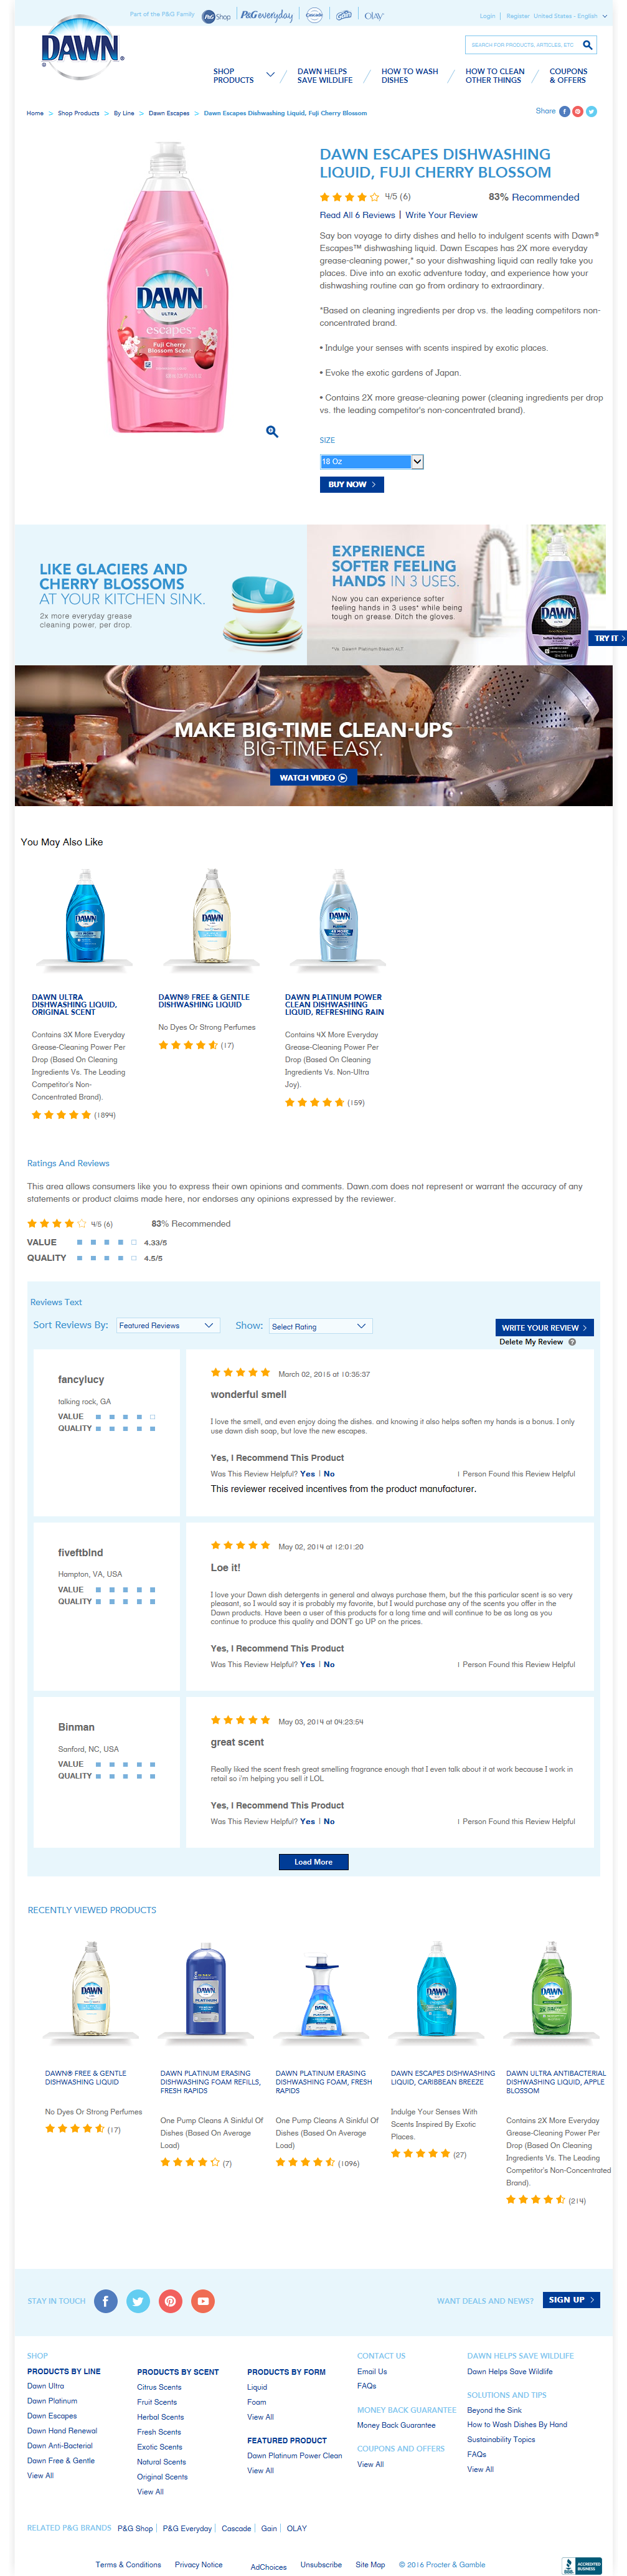 Part of the P&G Family
P&G Shop
P&G everyday
Cascade
Gain
OLAY
Login | Register United States - English
DAWN
SEARCH FOR PRODUCTS, ARTICLES, ETC
SHOP PRODUCTS
DAWN HELPS SAVE WILDLIFE
HOW TO WASH DISHES
HOW TO CLEAN OTHER THINGS
COUPONS & OFFERS
Home > Shop Products > By Line > Dawn Escapes > Dawn Escapes Dishwashing Liquid, Fuji Cherry Blossom
Share
DAWN
ULTRA
escapes
Fuji Cherry
Blossom Scent
DAWN ESCAPES DISHWASHING
LIQUID, FUJI CHERRY BLOSSOM
4/5 (6)
83% Recommended
Read All 6 Reviews | Write Your Review
Say bon voyage to dirty dishes and hello to indulgent scents with Dawn®
Escapes™ dishwashing liquid. Dawn Escapes has 2X more everyday
grease-cleaning power,* so your dishwashing liquid can really take you
places. Dive into an exotic adventure today, and experience how your
dishwashing routine can go from ordinary to extraordinary.
*Based on cleaning ingredients per drop vs. the leading competitors non-
concentrated brand.
• Indulge your senses with scents inspired by exotic places.
• Evoke the exotic gardens of Japan.
• Contains 2X more grease-cleaning power (cleaning ingredients per drop
vs. the leading competitor's non-concentrated brand).
SIZE
18 Oz
BUY NOW
LIKE GLACIERS AND
CHERRY BLOSSOMS
AT YOUR KITCHEN SINK.
2x more everyday grease
cleaning power, per drop.
EXPERIENCE
SOFTER FEELING
HANDS IN 3 USES.
Now you can experience softer
feeling hands in 3 uses* while being
tough on grease. Ditch the gloves.
*Vs. Dawn Platinum Bleach ALT.
DAWN
TRY IT
MAKE BIG-TIME CLEAN-UPS
BIG-TIME EASY.
WATCH VIDEO
You May Also Like
DAWN
DAWN
DAWN
DAWN ULTRA
DISHWASHING LIQUID,
ORIGINAL SCENT
Contains 3X More Everyday
Grease-Cleaning Power Per
Drop (Based On Cleaning
Ingredients Vs. The Leading
Competitor's Non-
Concentrated Brand).
(1894)
DAWN® FREE & GENTLE
DISHWASHING LIQUID
No Dyes Or Strong Perfumes
(17)
DAWN PLATINUM POWER
CLEAN DISHWASHING
LIQUID, REFRESHING RAIN
Contains 4X More Everyday
Grease-Cleaning Power Per
Drop (Based On Cleaning
Ingredients Vs. Non-Ultra
Joy).
(159)
Ratings And Reviews
This area allows consumers like you to express their own opinions and comments. Dawn.com does not represent or warrant the accuracy of any
statements or product claims made here, nor endorses any opinions expressed by the reviewer.
4/5 (6)
83% Recommended
VALUE 4.33/5
QUALITY 4.5/5
Reviews Text
Sort Reviews By: Featured Reviews
Show: Select Rating
WRITE YOUR REVIEW
Delete My Review ?
fancylucy
talking rock, GA
VALUE
QUALITY
March 02, 2015 at 10:35:37
wonderful smell
I love the smell, and even enjoy doing the dishes. and knowing it also helps soften my hands is a bonus. I only
use dawn dish soap, but love the new escapes.
Yes, I Recommend This Product
Was This Review Helpful? Yes | No
1 Person Found this Review Helpful
This reviewer received incentives from the product manufacturer.
fiveftblnd
Hampton, VA, USA
VALUE
QUALITY
May 02, 2014 at 12:01:20
Loe it!
I love your Dawn dish detergents in general and always purchase them, but the this particular scent is so very
pleasant, so I would say it is probably my favorite, but I would purchase any of the scents you offer in the
Dawn products. Have been a user of this products for a long time and will continue to be as long as you
continue to produce this quality and DON'T go UP on the prices.
Yes, I Recommend This Product
Was This Review Helpful? Yes | No
1 Person Found this Review Helpful
Binman
Sanford, NC, USA
VALUE
QUALITY
May 03, 2014 at 04:23:54
great scent
Really liked the scent fresh great smelling fragrance enough that I even talk about it at work because I work in
retail so i'm helping you sell it LOL
Yes, I Recommend This Product
Was This Review Helpful? Yes | No
1 Person Found this Review Helpful
Load More
RECENTLY VIEWED PRODUCTS
DAWN
DAWN
DAWN
DAWN
DAWN
DAWN® FREE & GENTLE
DISHWASHING LIQUID
No Dyes Or Strong Perfumes
(17)
DAWN PLATINUM ERASING
DISHWASHING FOAM REFILLS,
FRESH RAPIDS
One Pump Cleans A Sinkful Of
Dishes (Based On Average
Load)
(7)
DAWN PLATINUM ERASING
DISHWASHING FOAM, FRESH
RAPIDS
One Pump Cleans A Sinkful Of
Dishes (Based On Average
Load)
(1096)
DAWN ESCAPES DISHWASHING
LIQUID, CARIBBEAN BREEZE
Indulge Your Senses With
Scents Inspired By Exotic
Places.
(27)
DAWN ULTRA ANTIBACTERIAL
DISHWASHING LIQUID, APPLE
BLOSSOM
Contains 2X More Everyday
Grease-Cleaning Power Per
Drop (Based On Cleaning
Ingredients Vs. The Leading
Competitor's Non-Concentrated
Brand).
(214)
STAY IN TOUCH
WANT DEALS AND NEWS?
SIGN UP
SHOP
PRODUCTS BY LINE
Dawn Ultra
Dawn Platinum
Dawn Escapes
Dawn Hand Renewal
Dawn Anti-Bacterial
Dawn Free & Gentle
View All
PRODUCTS BY SCENT
Citrus Scents
Fruit Scents
Herbal Scents
Fresh Scents
Exotic Scents
Natural Scents
Original Scents
View All
PRODUCTS BY FORM
Liquid
Foam
View All
FEATURED PRODUCT
Dawn Platinum Power Clean
View All
CONTACT US
Email Us
FAQs
MONEY BACK GUARANTEE
Money Back Guarantee
COUPONS AND OFFERS
View All
DAWN HELPS SAVE WILDLIFE
Dawn Helps Save Wildlife
SOLUTIONS AND TIPS
Beyond the Sink
How to Wash Dishes By Hand
Sustainability Topics
FAQs
View All
RELATED P&G BRANDS P&G Shop | P&G Everyday | Cascade | Gain | OLAY
Terms & Conditions Privacy Notice AdChoices Unsubscribe Site Map © 2016 Procter & Gamble
BBB
ACCREDITED
BUSINESS